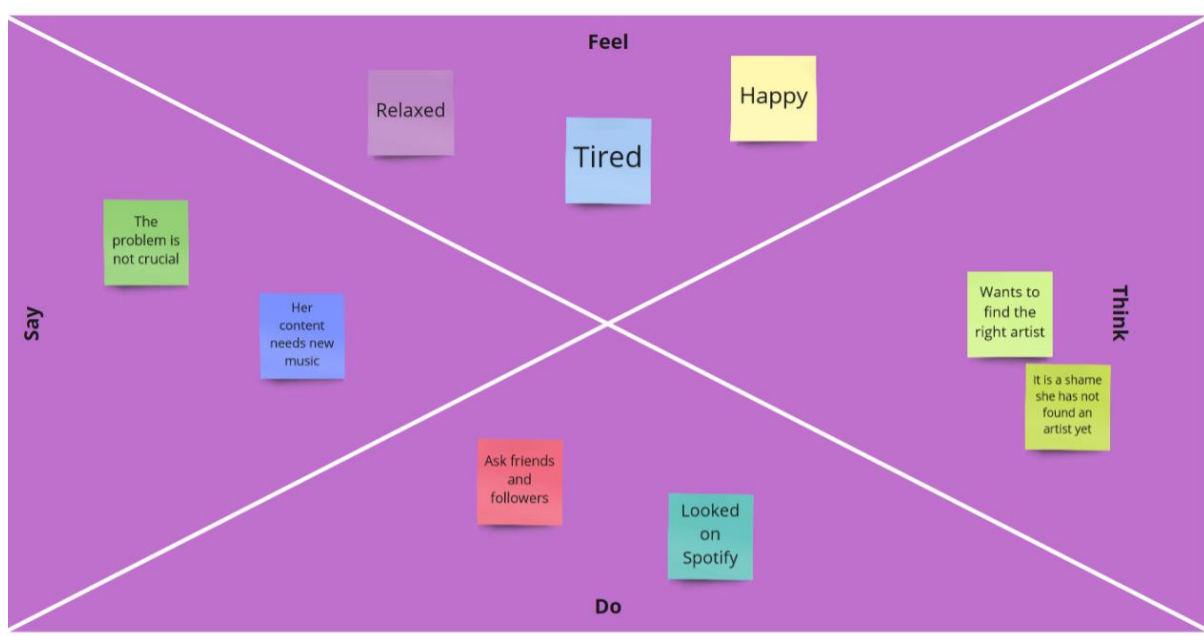 Feel
Relaxed
Tired
Happy
Say
The
problem is
not crucial
Her
content
needs new
music
Think
Wants to
find the
right artist
It is a shame
she has not
found an
artist yet
Ask friends
and
followers
Looked
on
Spotify
Do